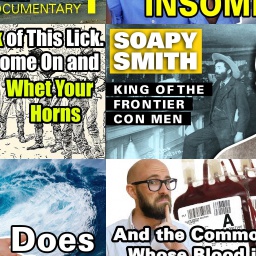 OCUMENTARY
INSOM
of This Lick.
ome On and
Whet Your
Horns
SOAPY
SMITH
KING OF THE
FRONTIER
CON MEN
Does
A
And the Commo
Whose Blood i